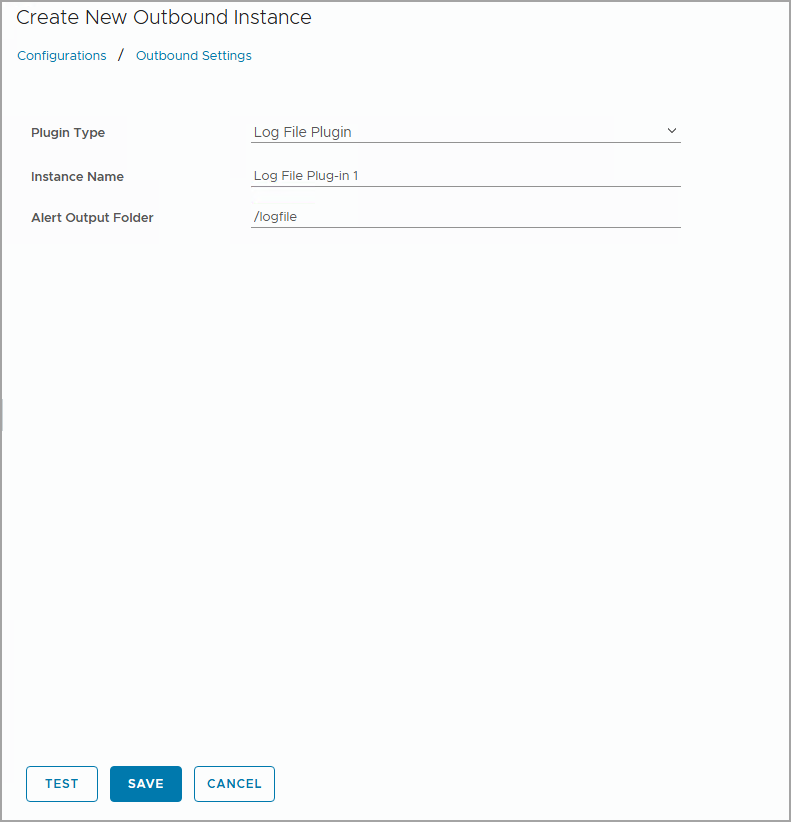 Create New Outbound Instance
Configurations / Outbound Settings
Plugin Type Log File Plugin
Instance Name Log File Plug-in 1
Alert Output Folder /logfile
TEST SAVE CANCEL